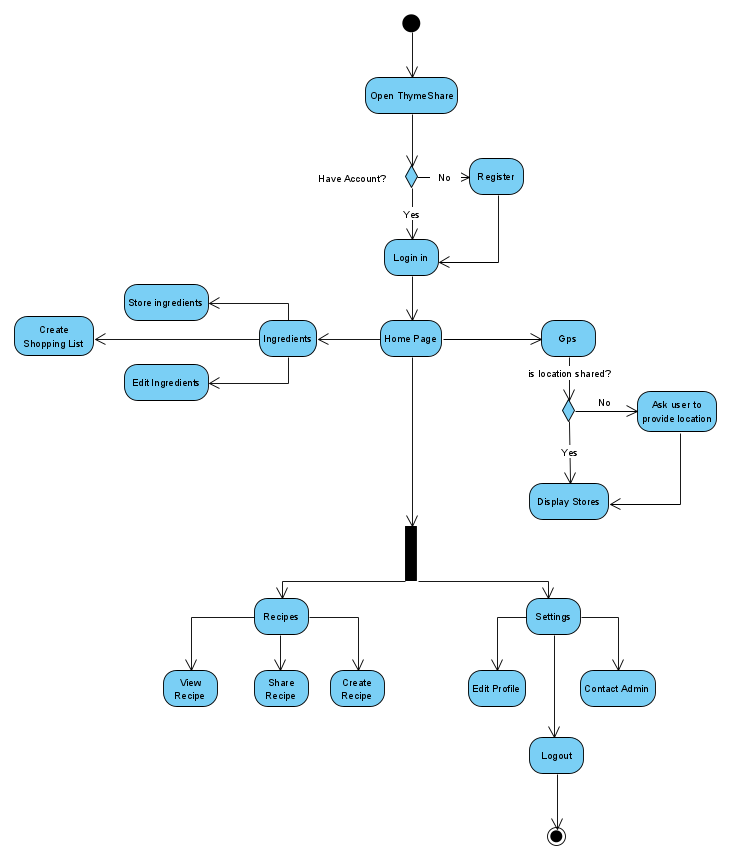 Open ThymeShare
Have Account?
No
Register
Yes
Login in
Store ingredients
Create
Shopping List
Ingredients
Home Page
Gps
Edit Ingredients
is location shared?
No
Ask user to
provide location
Yes
Display Stores
Recipes
Settings
View
Recipe
Share
Recipe
Create
Recipe
Edit Profile
Contact Admin
Logout